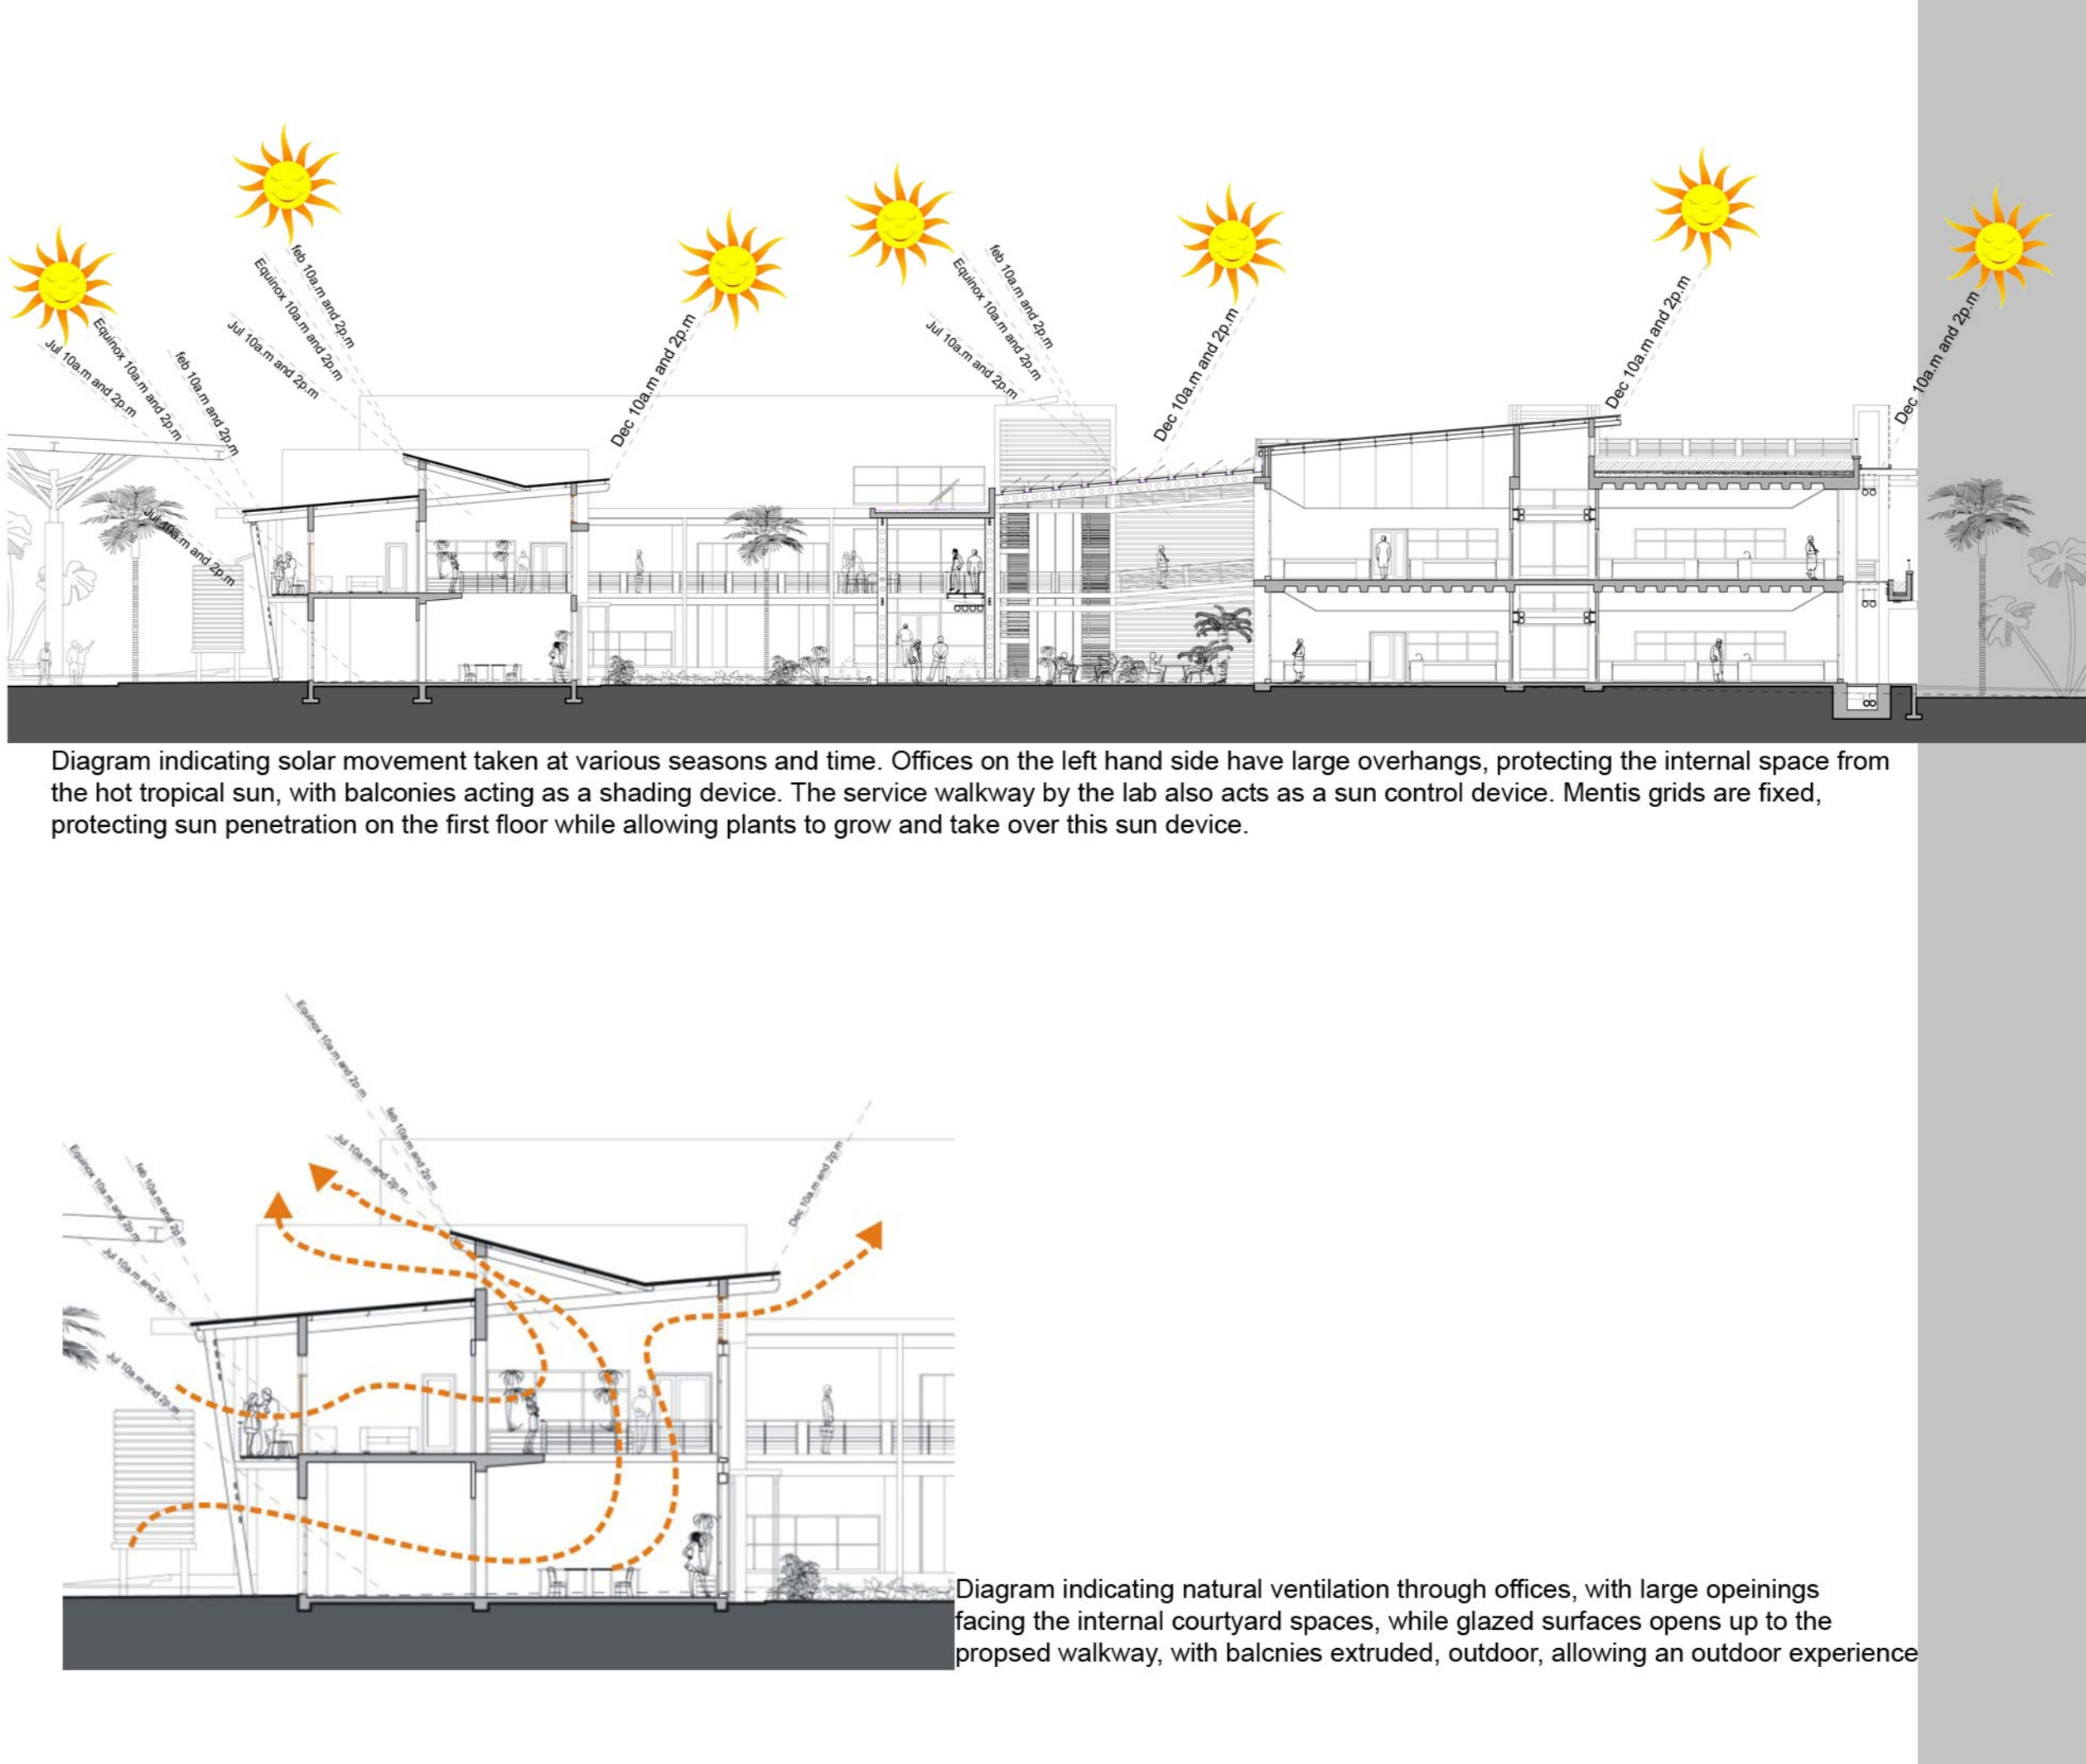 Equinox 10a.m and 2p.m
Jul 10a.m and 2p.m
feb 10a.m and 2p.m
Jul 10a.m and 2p.m
feb 10a.m and 2p.m
Equinox 10a.m and 2p.m
Jul 10a.m and 2p.m
Dec 10a.m and 2p.m
feb 10a.m and 2p.m
Equinox 10a.m and 2p.m
Jul 10a.m and 2p.m
Dec 10a.m and 2p.m
Dec 10a.m and 2p.m
Dec 10a.m and 2p.m
Diagram indicating solar movement taken at various seasons and time. Offices on the left hand side have large overhangs, protecting the internal space from
the hot tropical sun, with balconies acting as a shading device. The service walkway by the lab also acts as a sun control device. Mentis grids are fixed,
protecting sun penetration on the first floor while allowing plants to grow and take over this sun device.
Equinox 10a.m and 2p.m
feb 10a.m and 2p.m
Jul 10a.m and 2p.m
Equinox 10a.m and 2p.m
feb 10a.m and 2p.m
Jul 10a.m and 2p.m
Jul 10a.m and 2p.m
Dec 10a.m and 2p.m
Diagram indicating natural ventilation through offices, with large opeinings
facing the internal courtyard spaces, while glazed surfaces opens up to the
propsed walkway, with balcnies extruded, outdoor, allowing an outdoor experience